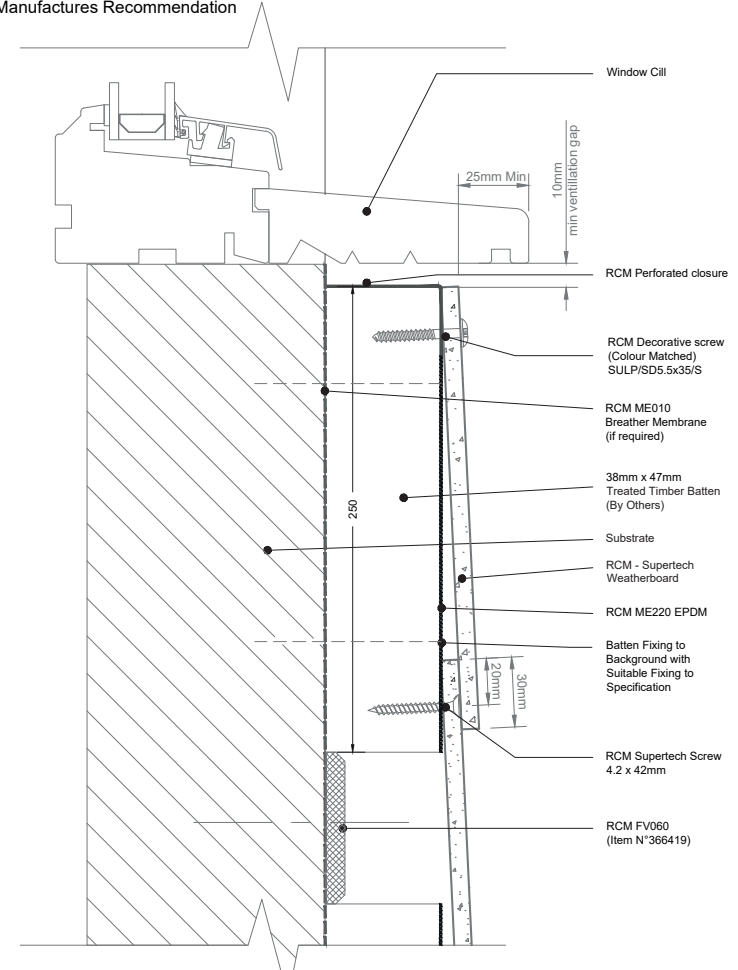 Manufactures Recommendation
Window Cill
25mm Min
10mm
min ventillation gap
RCM Perforated closure
RCM Decorative screw
(Colour Matched)
SULP/SD5.5x35/S
RCM ME010
Breather Membrane
(if required)
38mm x 47mm
Treated Timber Batten
(By Others)
250
Substrate
RCM - Supertech
Weatherboard
RCM ME220 EPDM
Batten Fixing to
Background with
Suitable Fixing to
Specification
20mm
30mm
RCM Supertech Screw
4.2 x 42mm
RCM FV060
(Item N°366419)